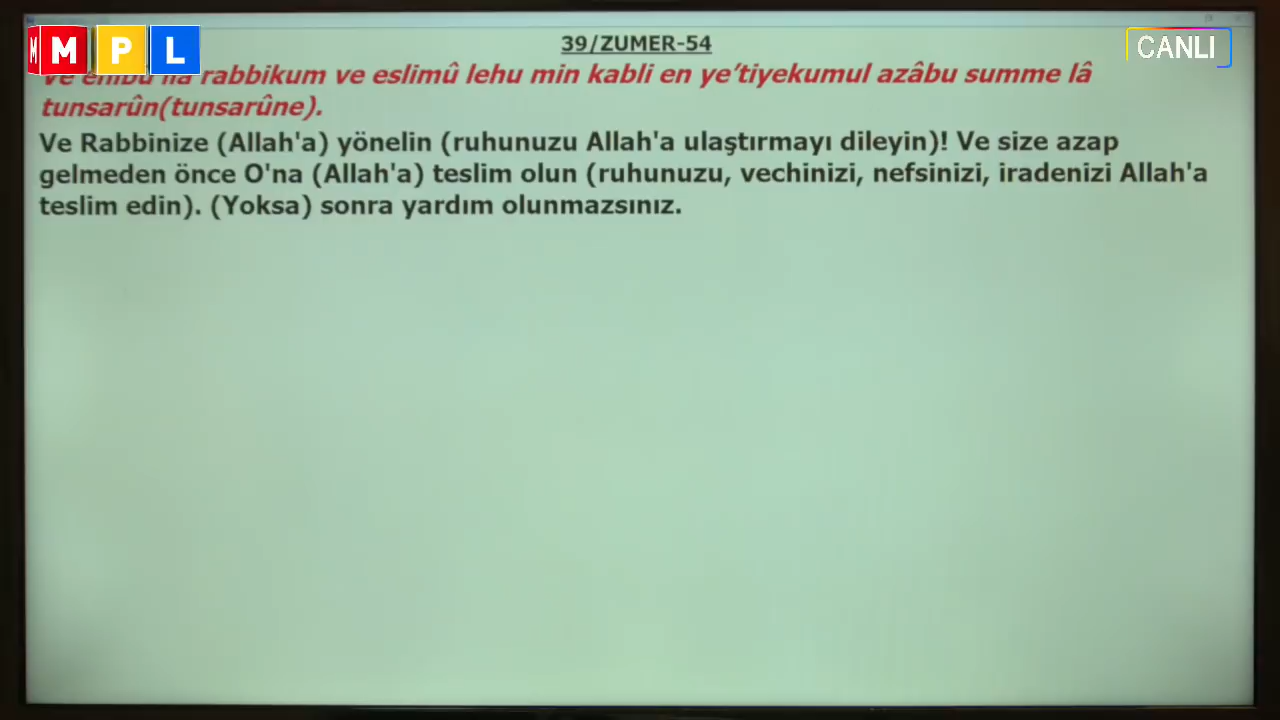 MMPL
39/ZUMER-54
CANLI
rabbikum ve eslimû lehu min kabli en ye’tiyekumul azâbu summe lâ
tunsarûn(tunsarûne).
Ve Rabbinize (Allah'a) yönelin (ruhunuzu Allah'a ulaştırmayı dileyin)! Ve size azap
gelmeden önce O'na (Allah'a) teslim olun (ruhunuzu, vechinizi, nefsinizi, iradenizi Allah'a
teslim edin). (Yoksa) sonra yardım olunmazsınız.